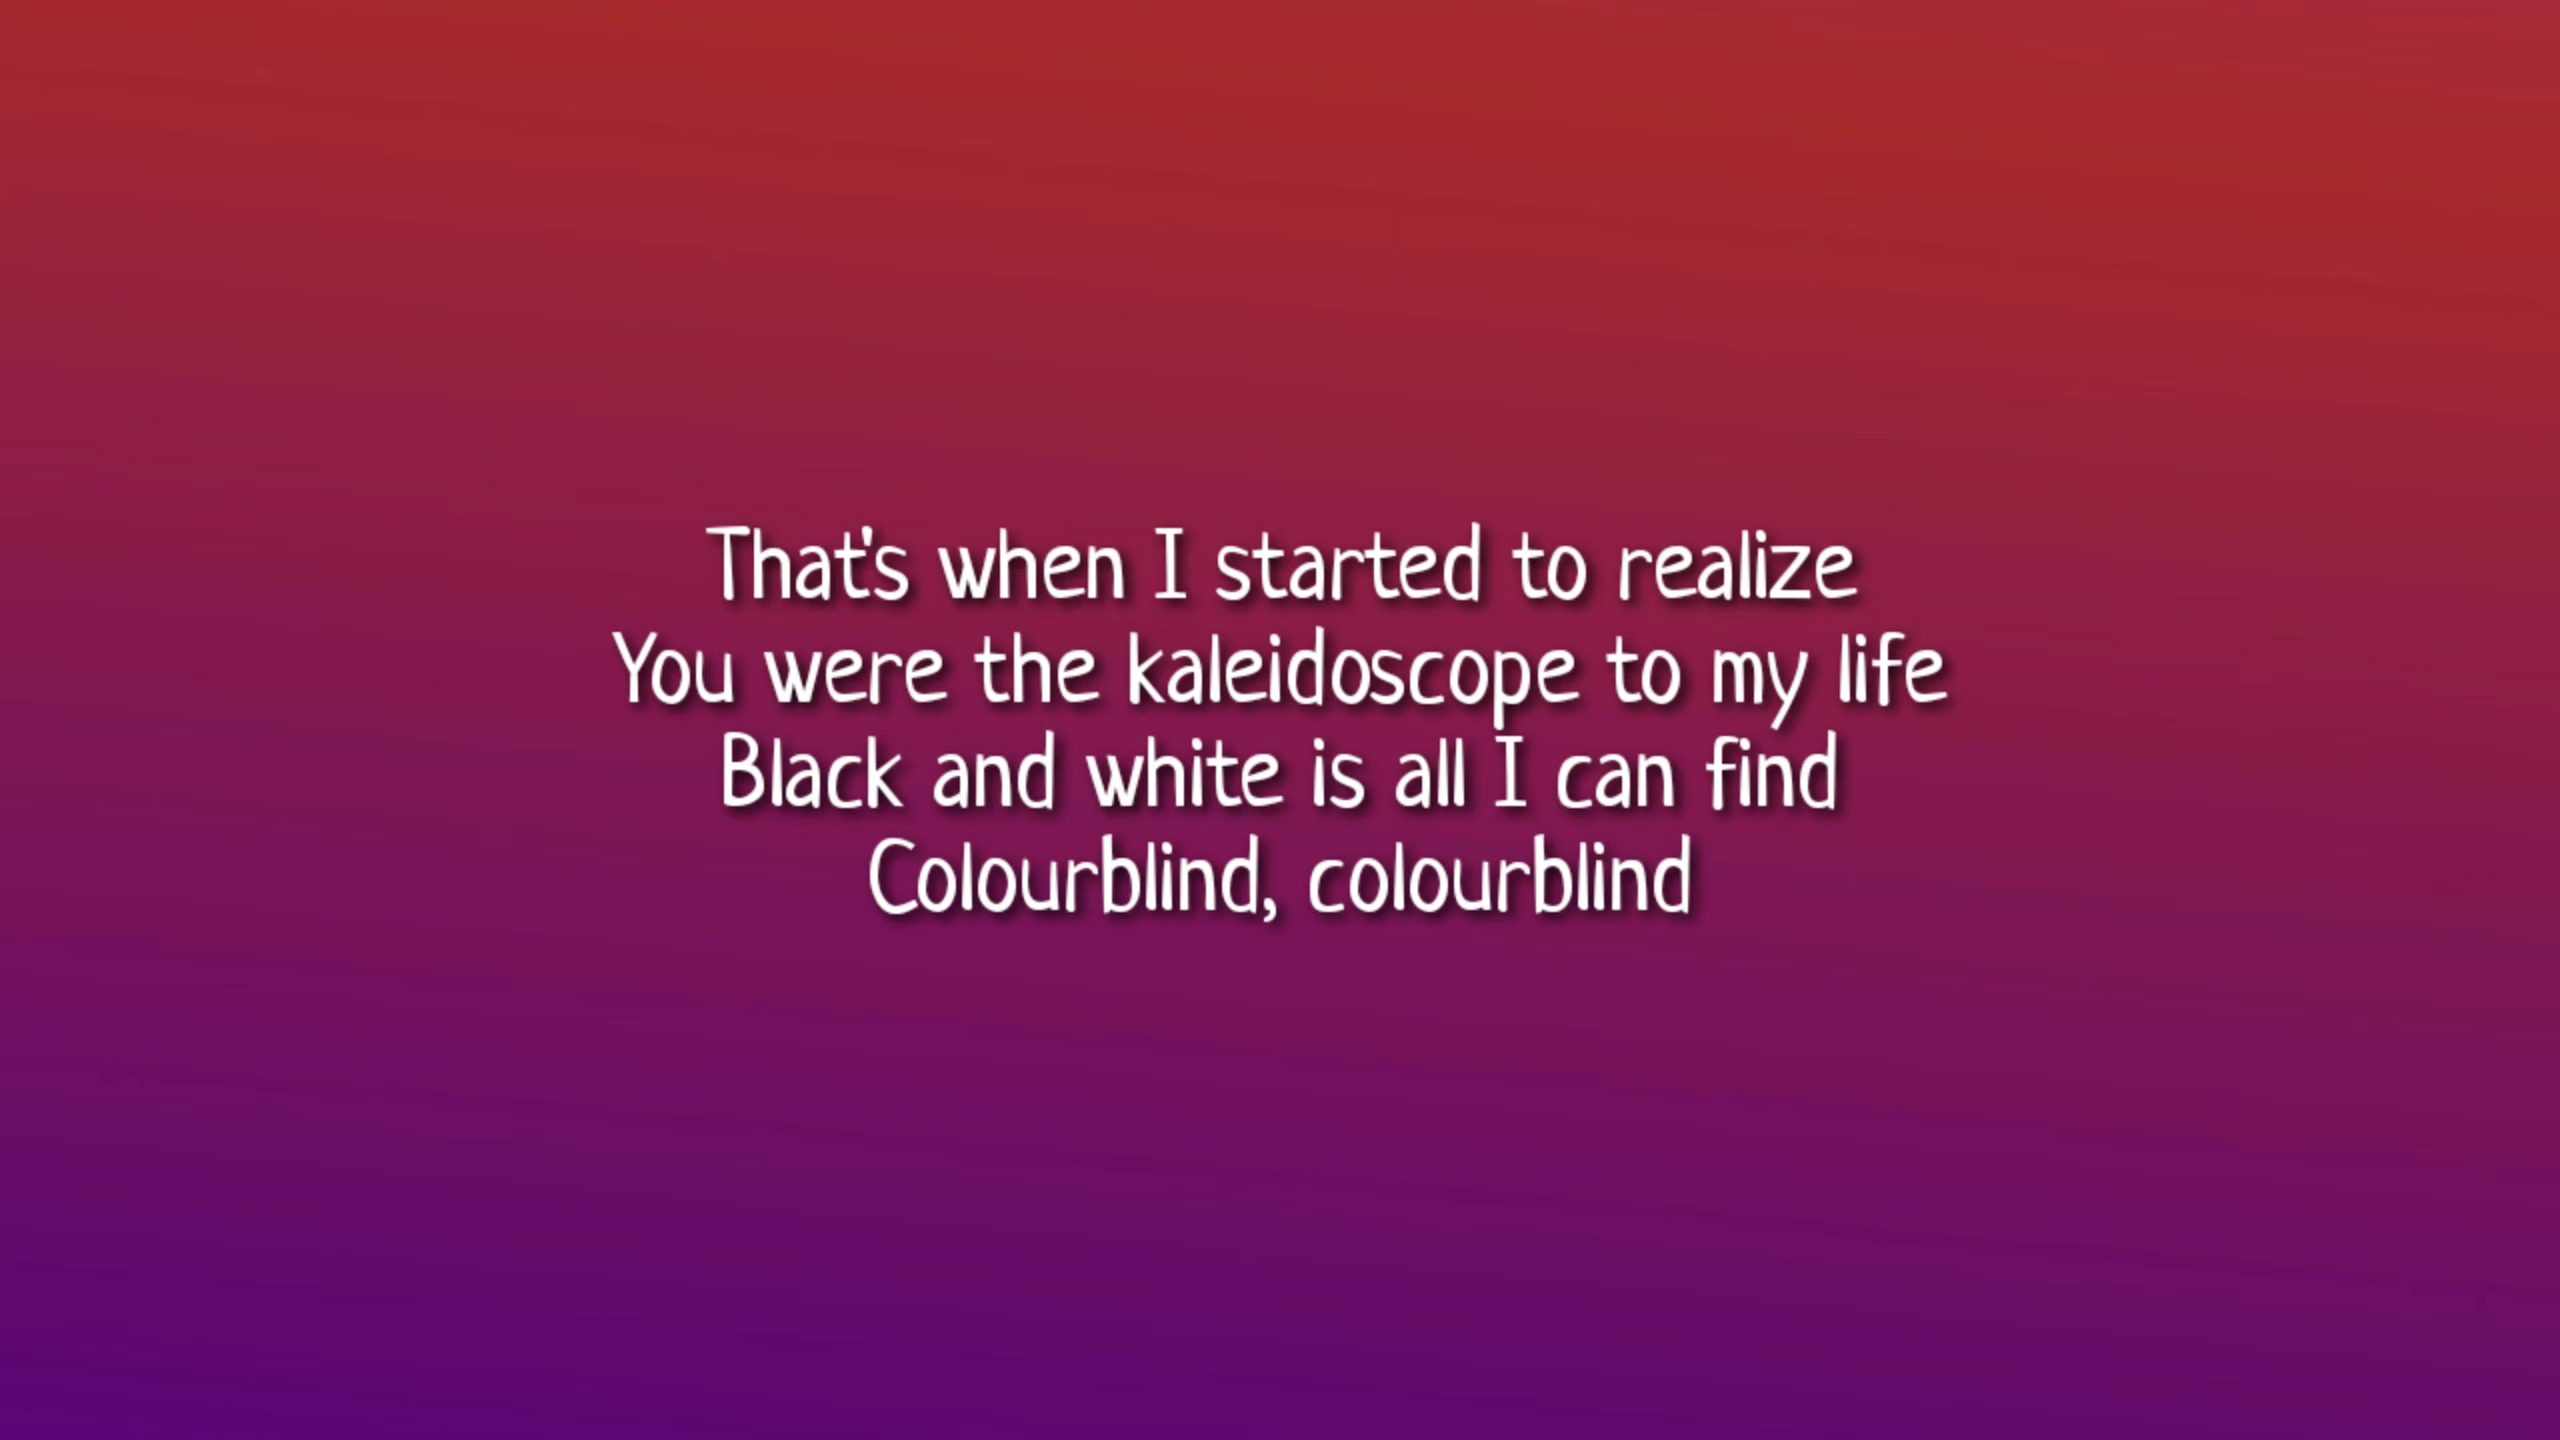 That's when I started to realize
You were the kaleidoscope to my life
Black and white is all I can find
Colourblind, colourblind